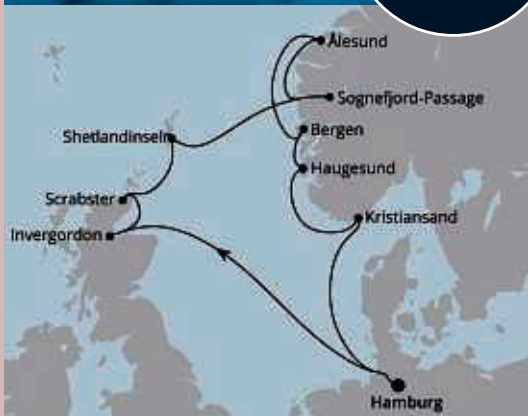 Ålesund
Sognefjord-Passage
Bergen
Shetlandinseln
Haugesund
Scrabster
Kristiansand
Invergordon
Hamburg